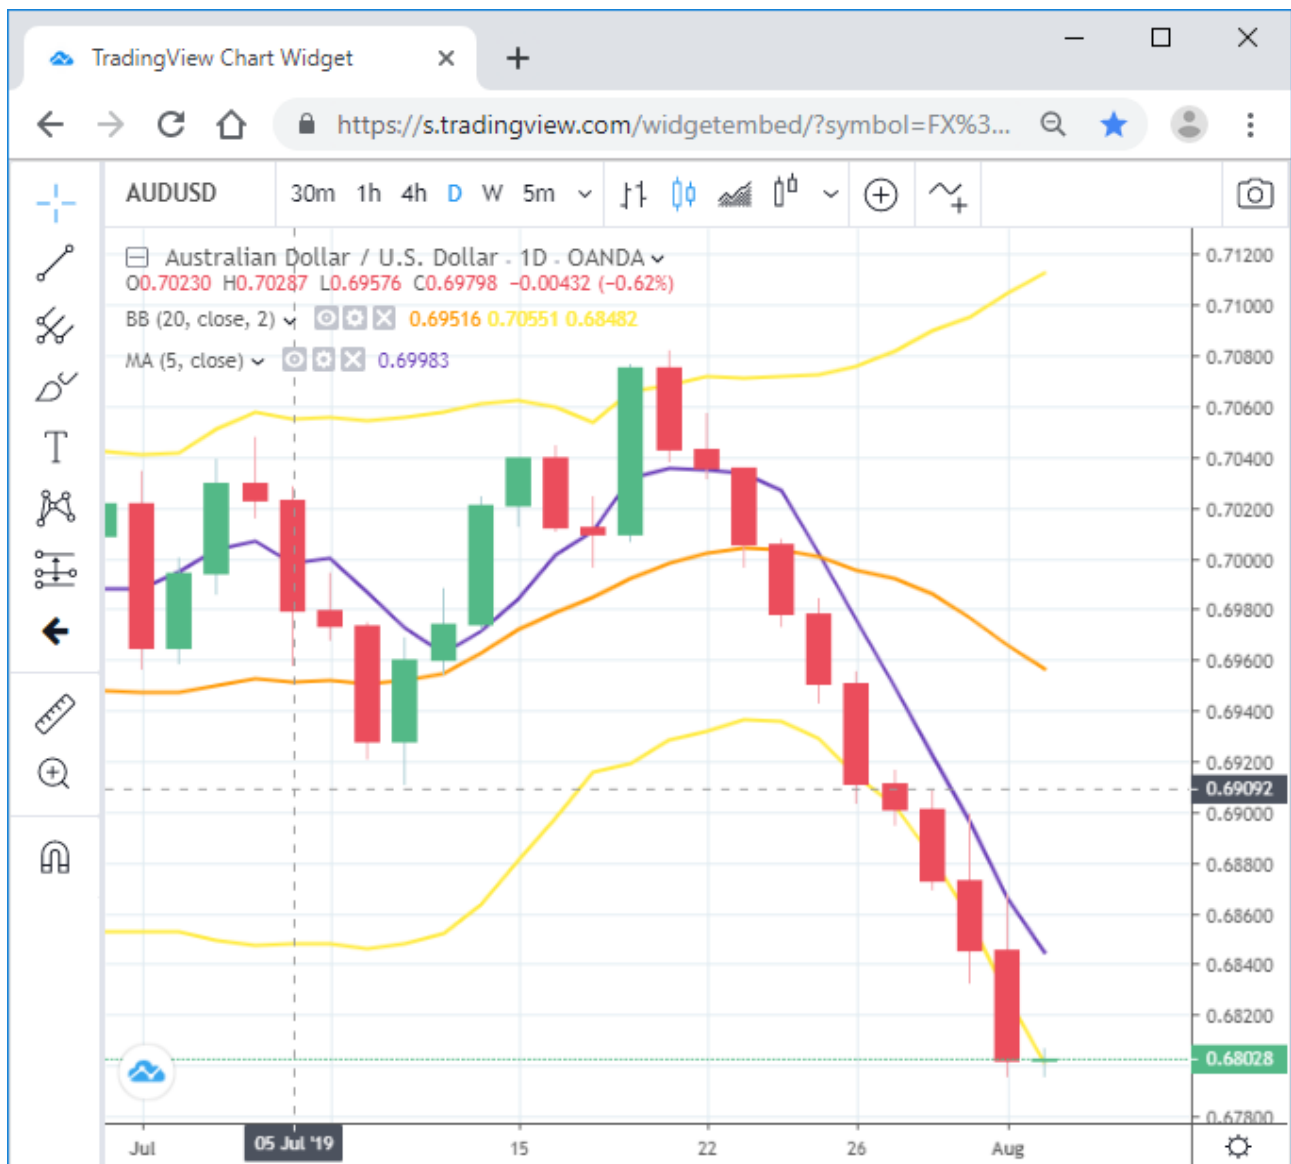 TradingView Chart Widget
https://s.tradingview.com/widgetembed/?symbol=FX%3...
AUDUSD 30m 1h 4h D W 5m
Australian Dollar / U.S. Dollar · 1D · OANDA
O0.70230 H0.70287 L0.69576 C0.69798 −0.00432 (−0.62%)
BB (20, close, 2) 0.69516 0.70551 0.68482
MA (5, close) 0.69983
T
0.71200
0.71000
0.70800
0.70600
0.70400
0.70200
0.70000
0.69800
0.69600
0.69400
0.69200
0.69092
0.69000
0.68800
0.68600
0.68400
0.68200
0.68028
0.67800
Jul 05 Jul '19 15 22 26 Aug